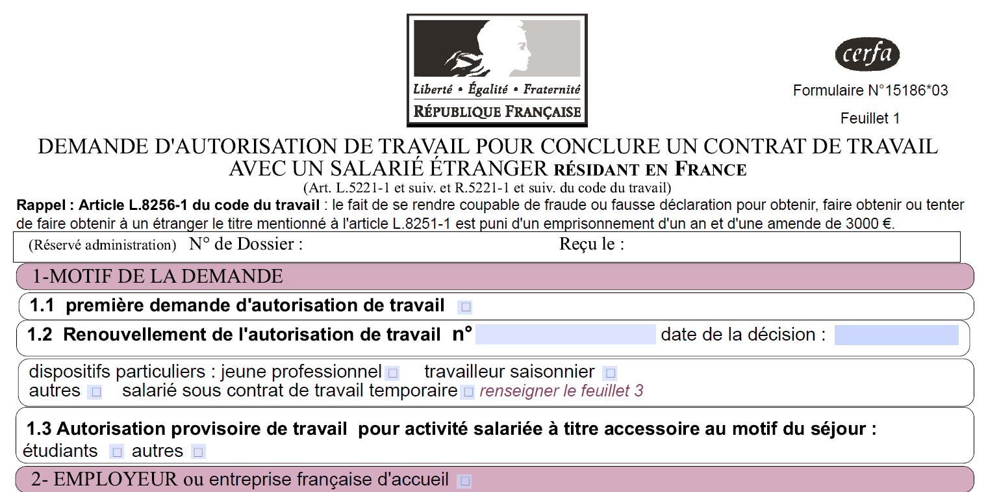 Liberté • Égalité • Fraternité
RÉPUBLIQUE FRANÇAISE
cerfa
Formulaire N°15186*03
Feuillet 1
DEMANDE D'AUTORISATION DE TRAVAIL POUR CONCLURE UN CONTRAT DE TRAVAIL
AVEC UN SALARIÉ ÉTRANGER RÉSIDANT EN FRANCE
(Art. L.5221-1 et suiv. et R.5221-1 et suiv. du code du travail)
Rappel : Article L.8256-1 du code du travail : le fait de se rendre coupable de fraude ou fausse déclaration pour obtenir, faire obtenir ou tenter
de faire obtenir à un étranger le titre mentionné à l'article L.8251-1 est puni d'un emprisonnement d'un an et d'une amende de 3000 €.
(Réservé administration) N° de Dossier : Reçu le :
1-MOTIF DE LA DEMANDE
1.1 première demande d'autorisation de travail
1.2 Renouvellement de l'autorisation de travail n° date de la décision :
dispositifs particuliers : jeune professionnel travailleur saisonnier
autres salarié sous contrat de travail temporaire renseigner le feuillet 3
1.3 Autorisation provisoire de travail pour activité salariée à titre accessoire au motif du séjour :
étudiants autres
2- EMPLOYEUR ou entreprise française d'accueil